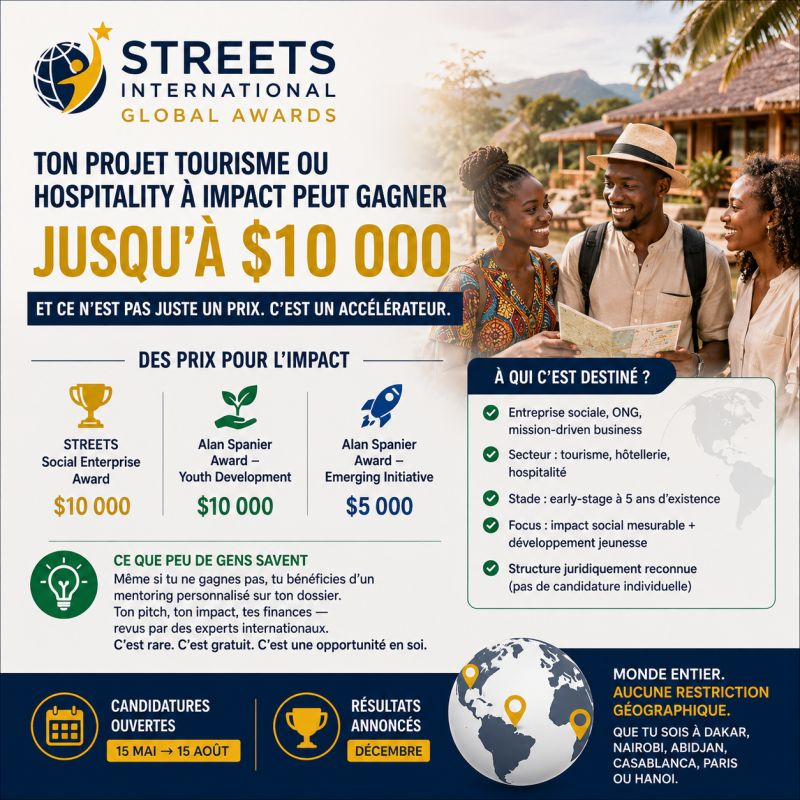 STREETS
INTERNATIONAL
GLOBAL AWARDS
TON PROJET TOURISME OU
HOSPITALITY À IMPACT PEUT GAGNER
JUSQU'À $10 000
ET CE N'EST PAS JUSTE UN PRIX. C'EST UN ACCÉLÉRATEUR.
DES PRIX POUR L'IMPACT
STREETS
Social Enterprise
Award
$10 000
Alan Spanier
Award –
Youth Development
$10 000
Alan Spanier
Award –
Emerging Initiative
$5 000
À QUI C'EST DESTINÉ ?
Entreprise sociale, ONG,
mission-driven business
Secteur : tourisme, hôtellerie,
hospitalité
Stade : early-stage à 5 ans d'existence
Focus : impact social mesurable +
développement jeunesse
Structure juridiquement reconnue
(pas de candidature individuelle)
CE QUE PEU DE GENS SAVENT
Même si tu ne gagnes pas, tu bénéficies d'un
mentoring personnalisé sur ton dossier.
Ton pitch, ton impact, tes finances —
revus par des experts internationaux.
C'est rare. C'est gratuit. C'est une opportunité en soi.
CANDIDATURES
OUVERTES
15 MAI → 15 AOÛT
RÉSULTATS
ANNONCÉS
DÉCEMBRE
MONDE ENTIER.
AUCUNE RESTRICTION
GÉOGRAPHIQUE.
QUE TU SOIS À DAKAR,
NAIROBI, ABIDJAN,
CASABLANCA, PARIS
OU HANOI.